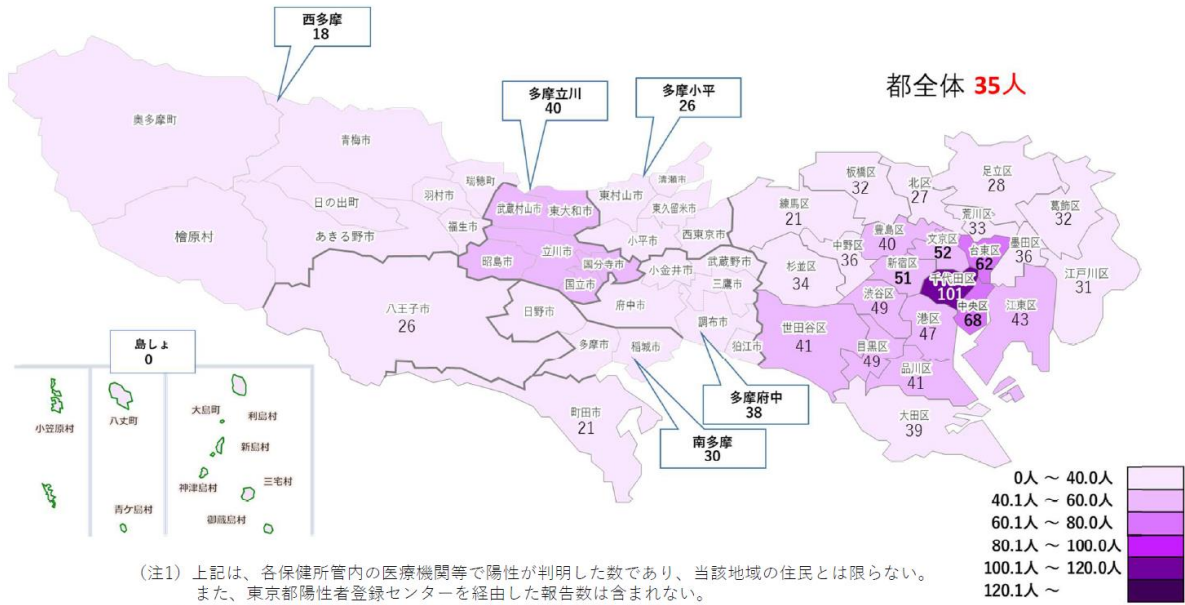 西多摩
18
多摩立川
40
多摩小平
26
都全体 35人
奥多摩町
青梅市
瑞穂町
羽村市
日の出町
福生市
あきる野市
檜原村
武蔵村山市
東大和市
立川市
昭島市
国分寺市
国立市
東村山市
清瀬市
東久留米市
小平市
西東京市
小金井市
武蔵野市
三鷹市
府中市
調布市
狛江市
八王子市
26
日野市
多摩市
稲城市
町田市
21
板橋区
32
北区
27
足立区
28
葛飾区
32
練馬区
21
荒川区
33
豊島区
40
文京区
52
台東区
62
墨田区
36
中野区
36
杉並区
34
新宿区
51
千代田区
101
江戸川区
31
渋谷区
49
中央区
68
江東区
43
港区
47
世田谷区
41
目黒区
49
品川区
41
大田区
39
多摩府中
38
南多摩
30
島しょ
0
小笠原村
八丈町
青ケ島村
大島町
利島村
新島村
神津島村
三宅村
御蔵島村
0人 ～ 40.0人
40.1人 ～ 60.0人
60.1人 ～ 80.0人
80.1人 ～ 100.0人
100.1人 ～ 120.0人
120.1人 ～
(注1) 上記は、各保健所管内の医療機関等で陽性が判明した数であり、当該地域の住民とは限らない。
また、東京都陽性者登録センターを経由した報告数は含まれない。